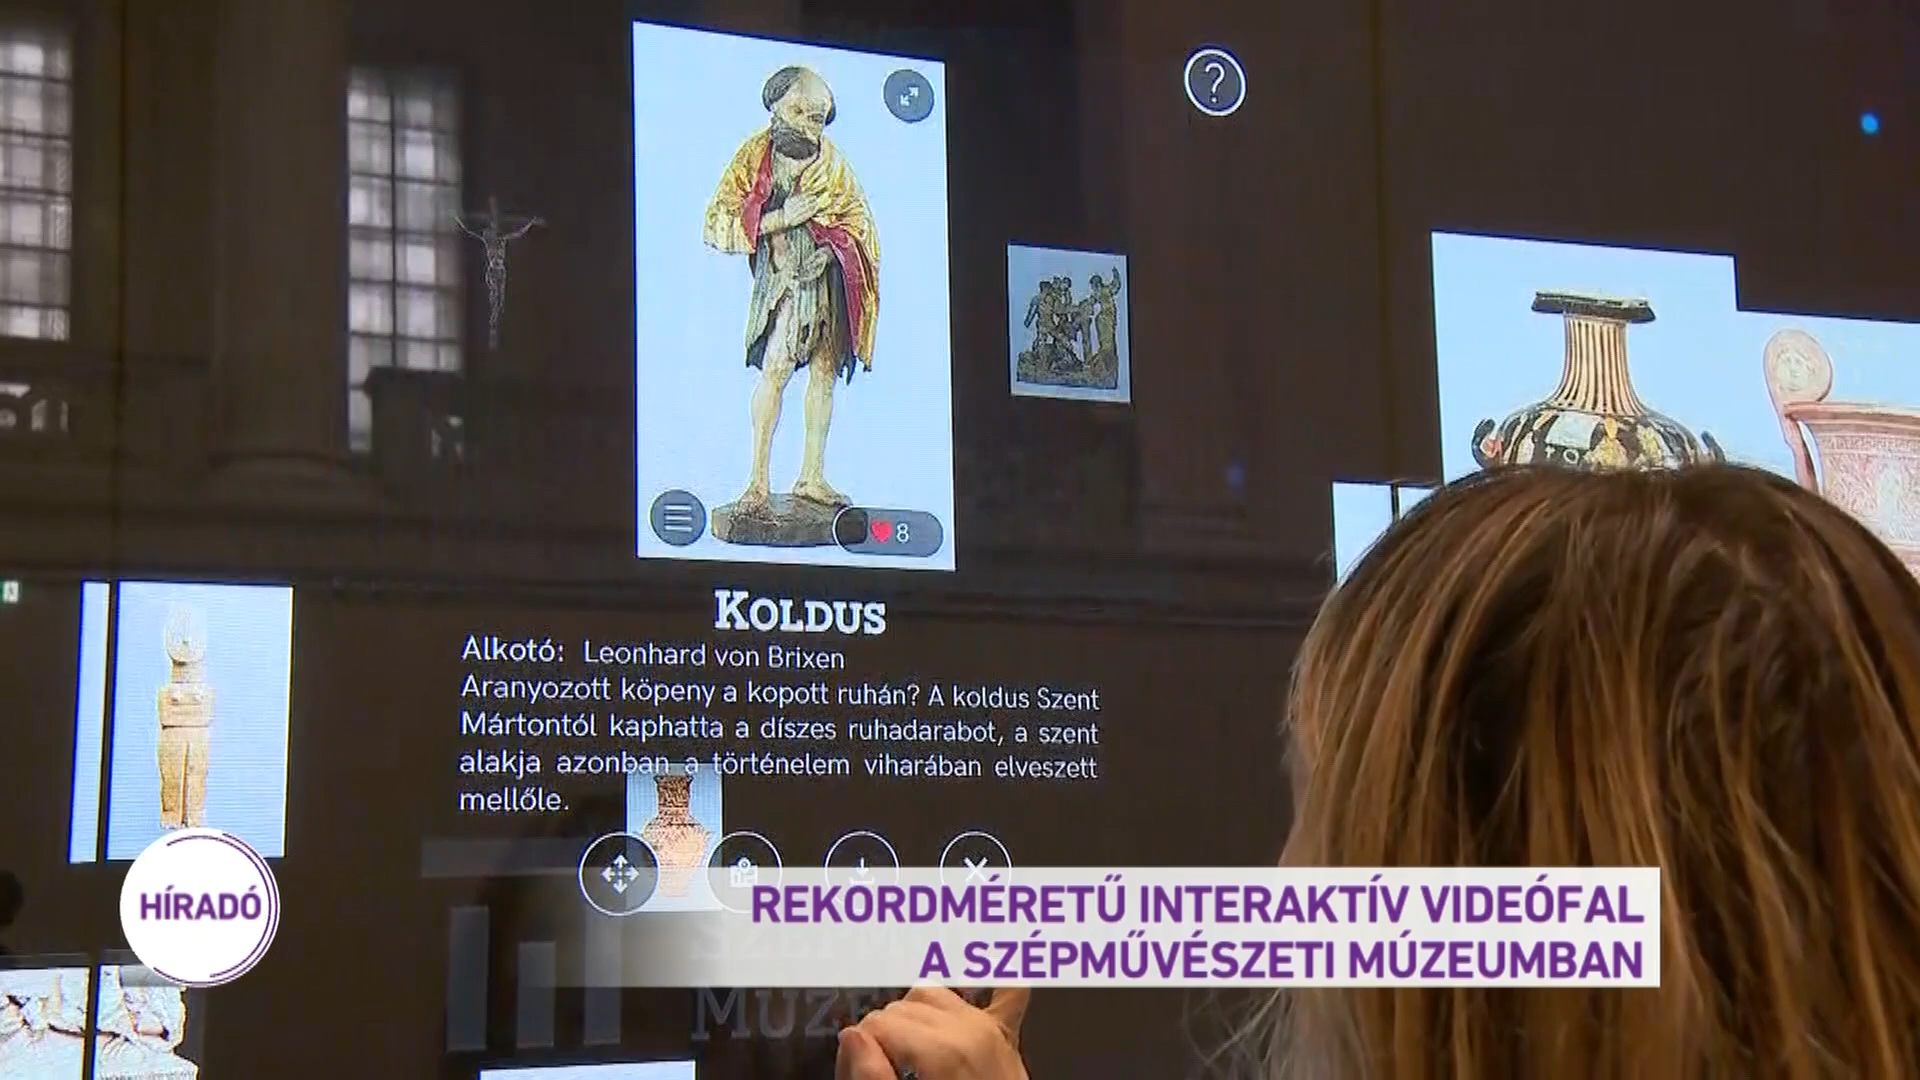 ?
8
KOLDUS
Alkotó: Leonhard von Brixen
Aranyozott köpeny a kopott ruhán? A koldus Szent
Mártontól kaphatta a díszes ruhadarabot, a szent
alakja azonban a történelem viharában elveszett
mellőle.
HÍRADÓ
REKORDMÉRETŰ INTERAKTÍV VIDEÓFAL
A SZÉPMŰVÉSZETI MÚZEUMBAN